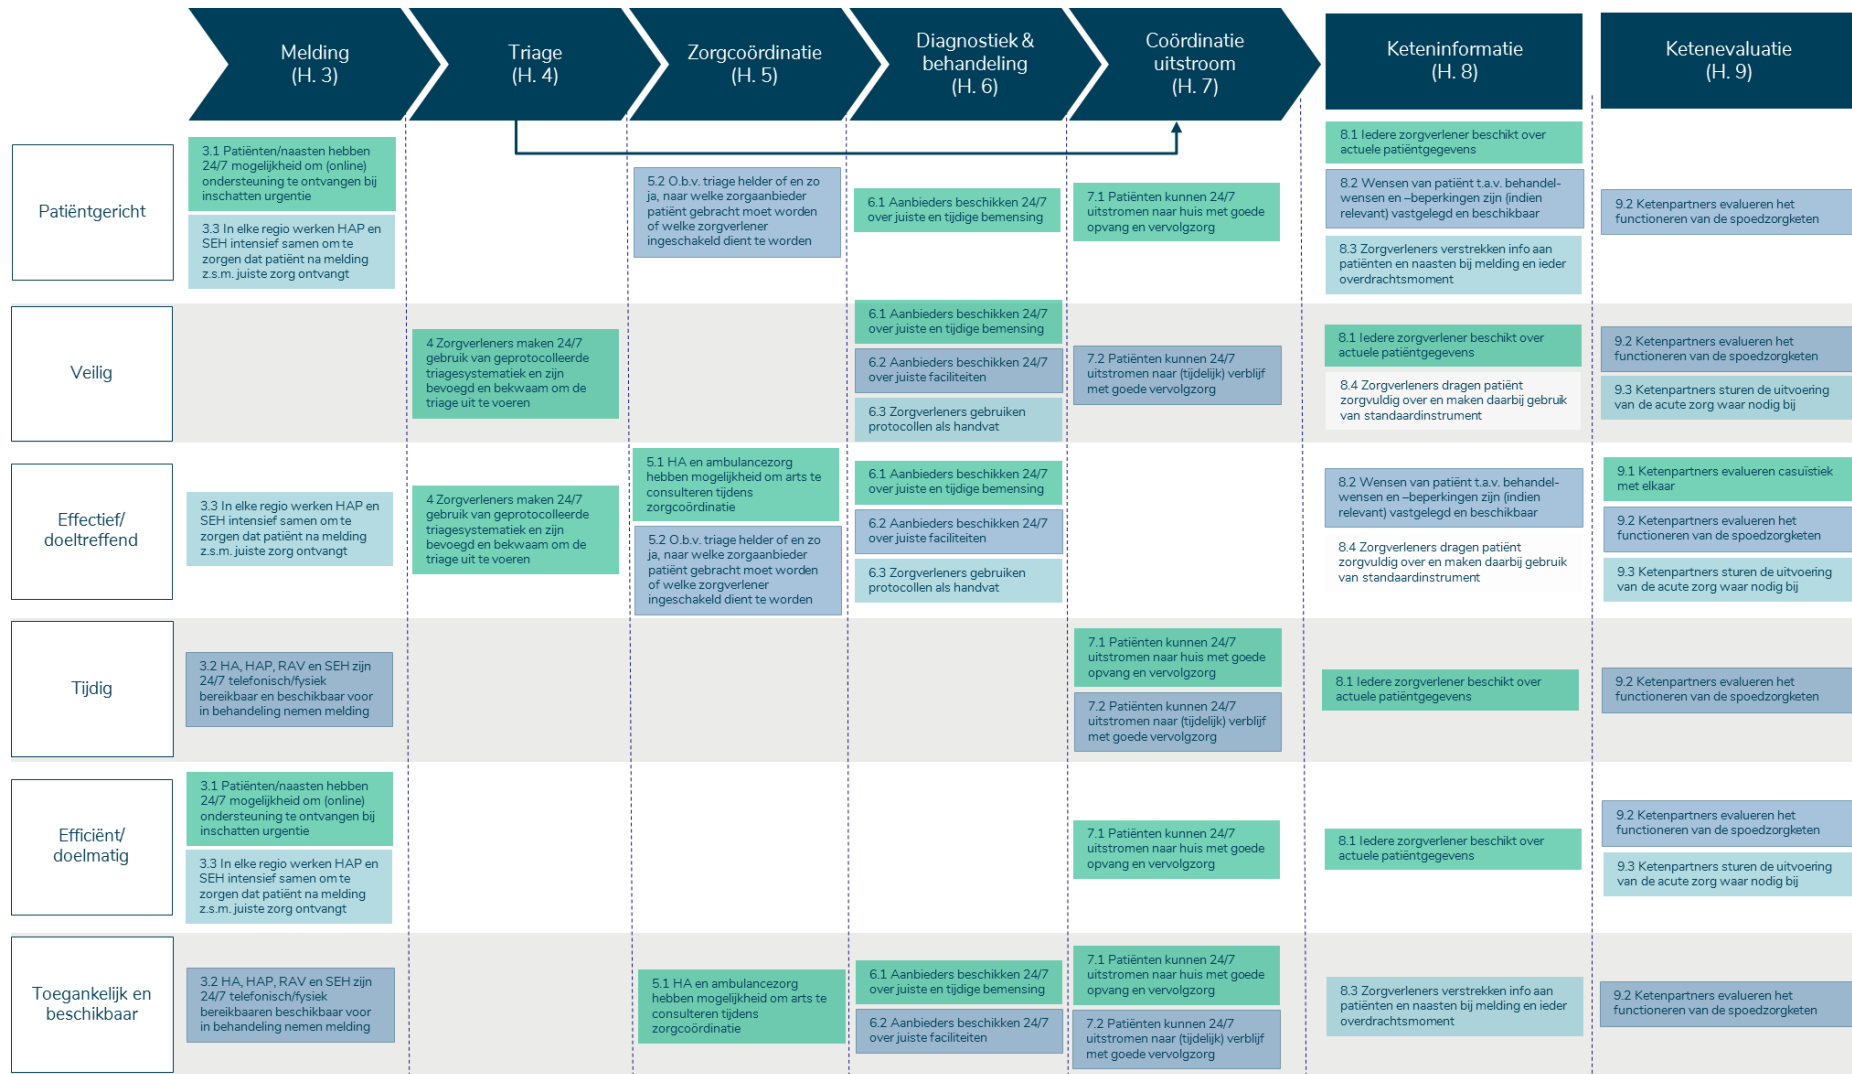 Melding
(H. 3)
Triage
(H. 4)
Zorgcoördinatie
(H. 5)
Diagnostiek &
behandeling
(H. 6)
Coördinatie
uitstroom
(H. 7)
Keteninformatie
(H. 8)
Ketenevaluatie
(H. 9)
Patiëntgericht
3.1 Patiënten/naasten hebben
24/7 mogelijkheid om (online)
ondersteuning te ontvangen bij
inschatten urgentie
3.3 In elke regio werken HAP en
SEH intensief samen om te
zorgen dat patiënt na melding
z.s.m. juiste zorg ontvangt
5.2 O.b.v. triage helder of en zo
ja, naar welke zorgaanbieder
patiënt gebracht moet worden
of welke zorgverlener
ingeschakeld dient te worden
6.1 Aanbieders beschikken 24/7
over juiste en tijdige bemensing
7.1 Patiënten kunnen 24/7
uitstromen naar huis met goede
opvang en vervolgzorg
8.1 Iedere zorgverlener beschikt over
actuele patiëntgegevens
8.2 Wensen van patiënt t.a.v. behandel-
wensen en –beperkingen zijn (indien
relevant) vastgelegd en beschikbaar
8.3 Zorgverleners verstrekken info aan
patiënten en naasten bij melding en ieder
overdrachtsmoment
9.2 Ketenpartners evalueren het
functioneren van de spoedzorgketen
Veilig
4 Zorgverleners maken 24/7
gebruik van geprotocolleerde
triagesystematiek en zijn
bevoegd en bekwaam om de
triage uit te voeren
6.1 Aanbieders beschikken 24/7
over juiste en tijdige bemensing
6.2 Aanbieders beschikken 24/7
over juiste faciliteiten
6.3 Zorgverleners gebruiken
protocollen als handvat
7.2 Patiënten kunnen 24/7
uitstromen naar (tijdelijk) verblijf
met goede vervolgzorg
8.1 Iedere zorgverlener beschikt over
actuele patiëntgegevens
8.4 Zorgverleners dragen patiënt
zorgvuldig over en maken daarbij gebruik
van standaardinstrument
9.2 Ketenpartners evalueren het
functioneren van de spoedzorgketen
9.3 Ketenpartners sturen de uitvoering
van de acute zorg waar nodig bij
Effectief/
doeltreffend
3.3 In elke regio werken HAP en
SEH intensief samen om te
zorgen dat patiënt na melding
z.s.m. juiste zorg ontvangt
4 Zorgverleners maken 24/7
gebruik van geprotocolleerde
triagesystematiek en zijn
bevoegd en bekwaam om de
triage uit te voeren
5.1 HA en ambulancezorg
hebben mogelijkheid om arts te
consulteren tijdens
zorgcoördinatie
5.2 O.b.v. triage helder of en zo
ja, naar welke zorgaanbieder
patiënt gebracht moet worden
of welke zorgverlener
ingeschakeld dient te worden
6.1 Aanbieders beschikken 24/7
over juiste en tijdige bemensing
6.2 Aanbieders beschikken 24/7
over juiste faciliteiten
6.3 Zorgverleners gebruiken
protocollen als handvat
8.2 Wensen van patiënt t.a.v. behandel-
wensen en –beperkingen zijn (indien
relevant) vastgelegd en beschikbaar
8.4 Zorgverleners dragen patiënt
zorgvuldig over en maken daarbij gebruik
van standaardinstrument
9.1 Ketenpartners evalueren casuïstiek
met elkaar
9.2 Ketenpartners evalueren het
functioneren van de spoedzorgketen
9.3 Ketenpartners sturen de uitvoering
van de acute zorg waar nodig bij
Tijdig
3.2 HA, HAP, RAV en SEH zijn
24/7 telefonisch/fysiek
bereikbaar en beschikbaar voor
in behandeling nemen melding
7.1 Patiënten kunnen 24/7
uitstromen naar huis met goede
opvang en vervolgzorg
7.2 Patiënten kunnen 24/7
uitstromen naar (tijdelijk) verblijf
met goede vervolgzorg
8.1 Iedere zorgverlener beschikt over
actuele patiëntgegevens
9.2 Ketenpartners evalueren het
functioneren van de spoedzorgketen
Efficiënt/
doelmatig
3.1 Patiënten/naasten hebben
24/7 mogelijkheid om (online)
ondersteuning te ontvangen bij
inschatten urgentie
3.3 In elke regio werken HAP en
SEH intensief samen om te
zorgen dat patiënt na melding
z.s.m. juiste zorg ontvangt
7.1 Patiënten kunnen 24/7
uitstromen naar huis met goede
opvang en vervolgzorg
8.1 Iedere zorgverlener beschikt over
actuele patiëntgegevens
9.2 Ketenpartners evalueren het
functioneren van de spoedzorgketen
9.3 Ketenpartners sturen de uitvoering
van de acute zorg waar nodig bij
Toegankelijk en
beschikbaar
3.2 HA, HAP, RAV en SEH zijn
24/7 telefonisch/fysiek
bereikbaaren beschikbaar voor
in behandeling nemen melding
5.1 HA en ambulancezorg
hebben mogelijkheid om arts te
consulteren tijdens
zorgcoördinatie
6.1 Aanbieders beschikken 24/7
over juiste en tijdige bemensing
6.2 Aanbieders beschikken 24/7
over juiste faciliteiten
7.1 Patiënten kunnen 24/7
uitstromen naar huis met goede
opvang en vervolgzorg
7.2 Patiënten kunnen 24/7
uitstromen naar (tijdelijk) verblijf
met goede vervolgzorg
8.3 Zorgverleners verstrekken info aan
patiënten en naasten bij melding en ieder
overdrachtsmoment
9.2 Ketenpartners evalueren het
functioneren van de spoedzorgketen